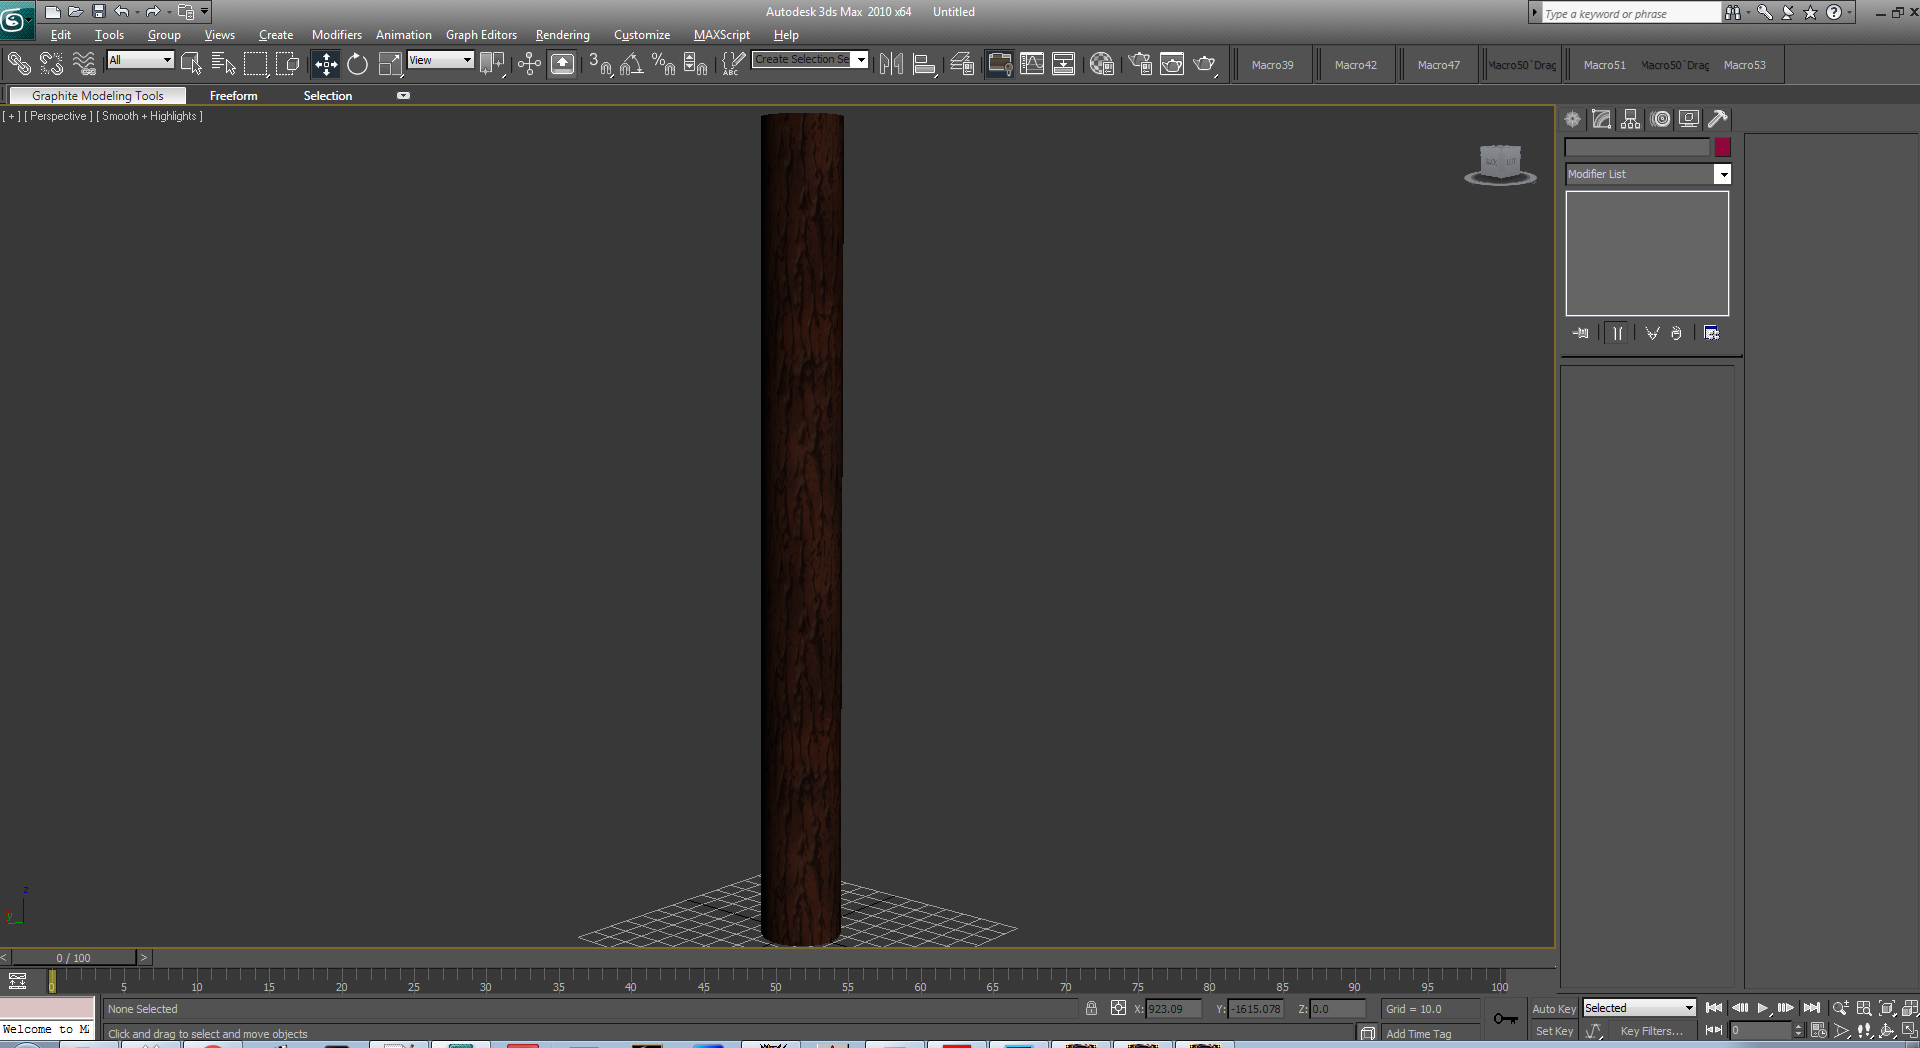 Autodesk 3ds Max 2010 x64 Untitled
Type a keyword or phrase
Edit Tools Group Views Create Modifiers Animation Graph Editors Rendering Customize MAXScript Help
All View Create Selection Se Macro39 Macro42 Macro47 Macro50`Drag Macro51 Macro50`Drag Macro53
Graphite Modeling Tools Freeform Selection
[ + ] [ Perspective ] [ Smooth + Highlights ]
Modifier List
z
y
0 / 100
0 5 10 15 20 25 30 35 40 45 50 55 60 65 70 75 80 85 90 95 100
None Selected X: 923.09 Y: -1615.078 Z: 0.0 Grid = 10.0 Auto Key Selected
Welcome to M Click and drag to select and move objects Add Time Tag Set Key Key Filters... 0